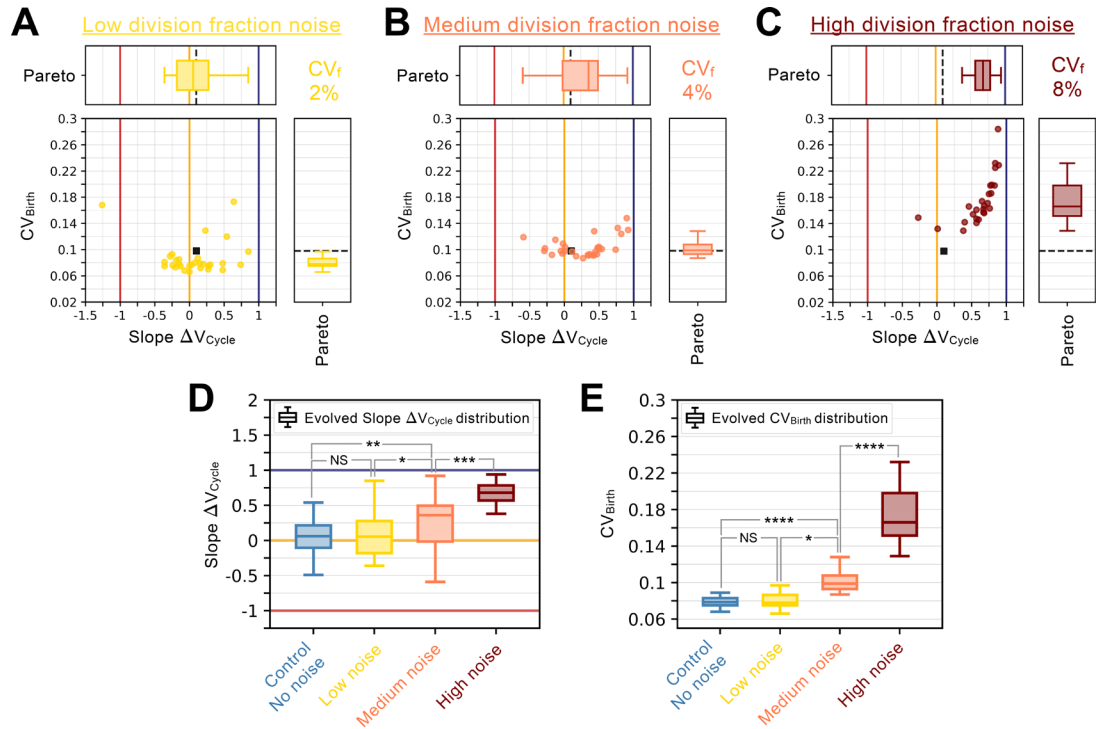 A
Low division fraction noise
Pareto
CVf
2%
0.3
0.26
0.22
0.18
0.14
0.1
0.06
0.02
CVBirth
-1.5 -1 -0.5 0 0.5 1
Slope ΔVCycle
Pareto
B
Medium division fraction noise
Pareto
CVf
4%
0.3
0.26
0.22
0.18
0.14
0.1
0.06
0.02
CVBirth
-1.5 -1 -0.5 0 0.5 1
Slope ΔVCycle
Pareto
C
High division fraction noise
Pareto
CVf
8%
0.3
0.26
0.22
0.18
0.14
0.1
0.06
0.02
CVBirth
-1.5 -1 -0.5 0 0.5 1
Slope ΔVCycle
Pareto
D
Evolved Slope ΔVCycle distribution
2
1.5
1
0.5
0
-0.5
-1
Slope ΔVCycle
**
NS * ***
Control
No noise
Low noise
Medium noise
High noise
E
Evolved CVBirth distribution
0.3
0.26
0.22
0.18
0.14
0.1
0.06
CVBirth
****
****
NS *
Control
No noise
Low noise
Medium noise
High noise